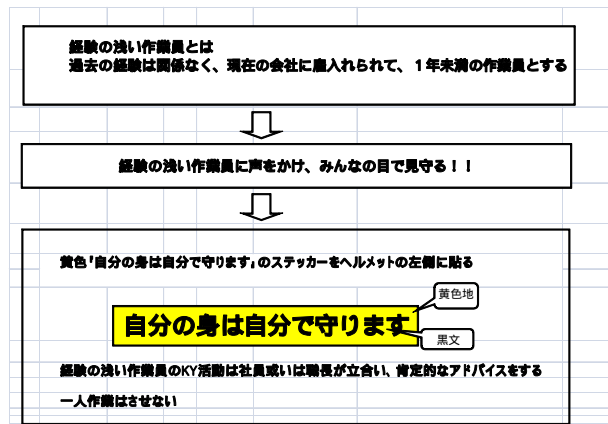 経験の浅い作業員とは
過去の経験は関係なく、現在の会社に雇入れられて、1年未満の作業員とする
経験の浅い作業員に声をかけ、みんなの目で見守る！！
黄色「自分の身は自分で守ります」のステッカーをヘルメットの左側に貼る
黄色地
自分の身は自分で守ります
黒文
経験の浅い作業員のKY活動は社員或いは職長が立合い、肯定的なアドバイスをする
一人作業はさせない